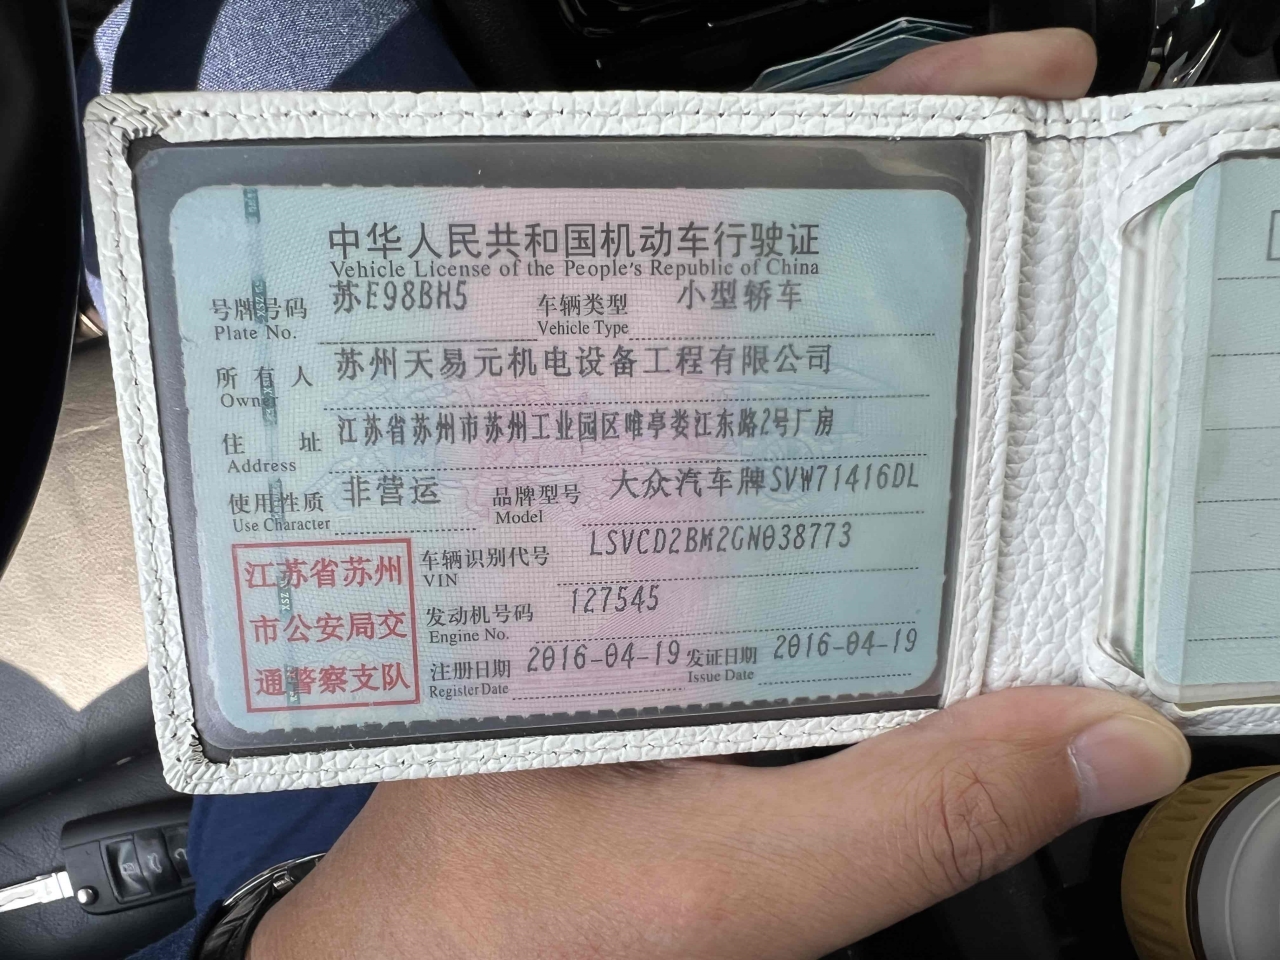 中华人民共和国机动车行驶证
Vehicle License of the People's Republic of China
号牌号码 苏E98BH5 车辆类型 小型轿车
Plate No. Vehicle Type
所有人 苏州天易元机电设备工程有限公司
Owner
住址 江苏省苏州市苏州工业园区唯亭娄江东路2号厂房
Address
使用性质 非营运 品牌型号 大众汽车牌SVW71416DL
Use Character Model
车辆识别代号 LSVCD2BM2GN038773
VIN
发动机号码 127545
Engine No.
注册日期 2016-04-19 发证日期 2016-04-19
Register Date Issue Date
江苏省苏州
市公安局交
通警察支队